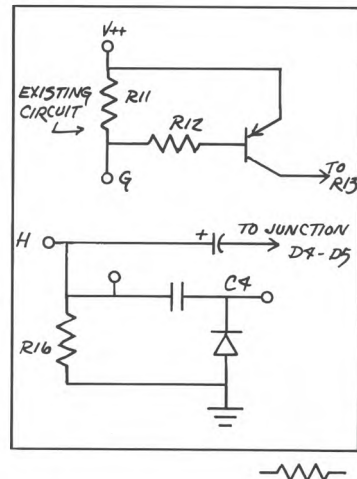 V++
R11
EXISTING
CIRCUIT
R12
G
TO
R13
H
+
TO JUNCTION
D4-D5
C4
R16